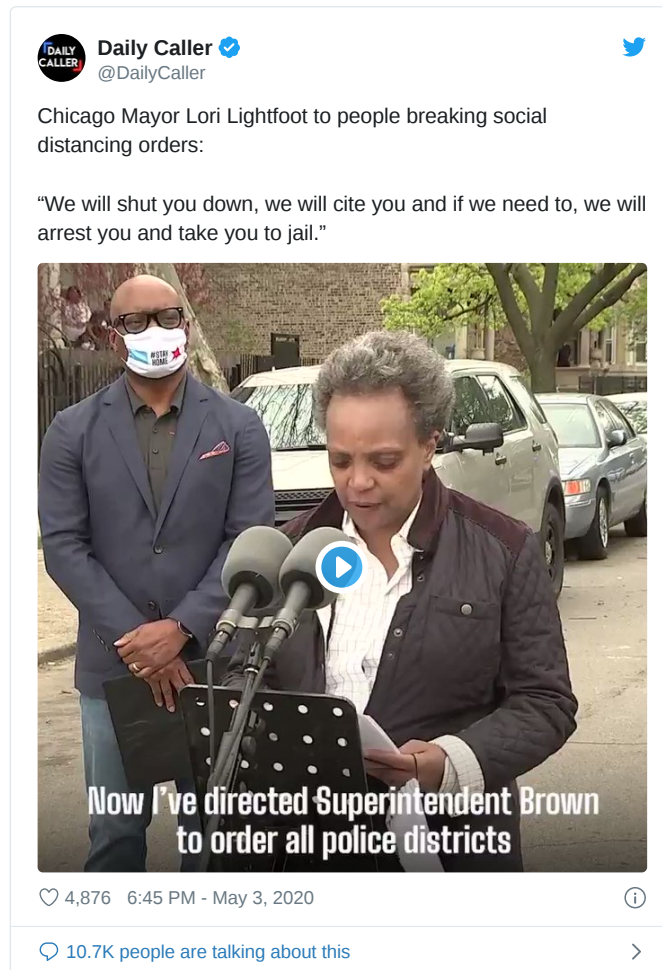 DAILY
CALLER
Daily Caller
@DailyCaller
Chicago Mayor Lori Lightfoot to people breaking social
distancing orders:
“We will shut you down, we will cite you and if we need to, we will
arrest you and take you to jail.”
#STAY
HOME
Now I've directed Superintendent Brown
to order all police districts
4,876 6:45 PM - May 3, 2020
10.7K people are talking about this